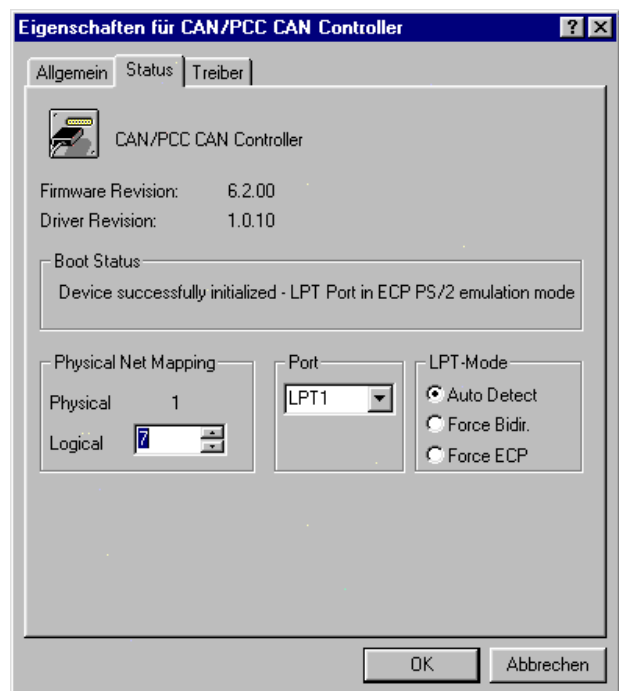 Eigenschaften für CAN/PCC CAN Controller
Allgemein Status Treiber
CAN/PCC CAN Controller
Firmware Revision: 6.2.00
Driver Revision: 1.0.10
Boot Status
Device successfully initialized - LPT Port in ECP PS/2 emulation mode
Physical Net Mapping
Physical 1
Logical 7
Port
LPT1
LPT-Mode
Auto Detect
Force Bidir.
Force ECP
OK Abbrechen